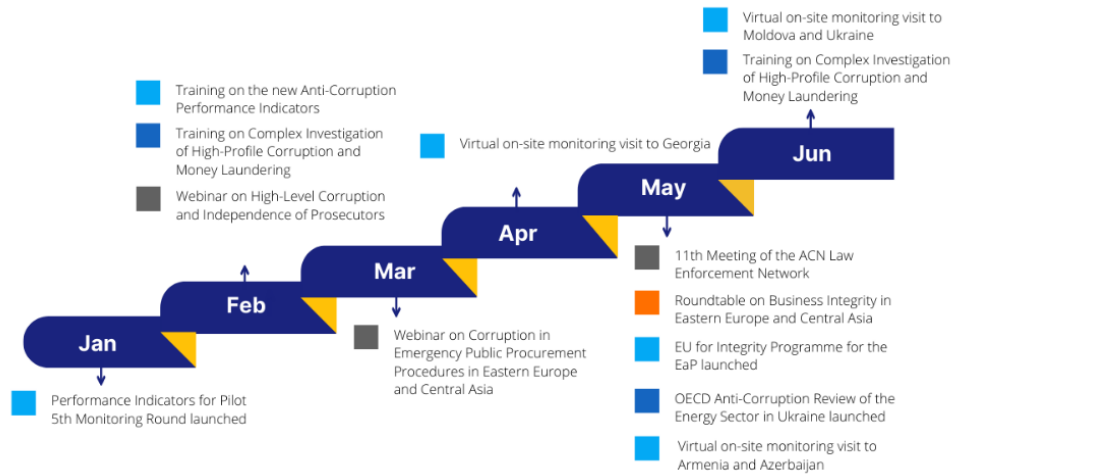 Virtual on-site monitoring visit to
Moldova and Ukraine
Training on Complex Investigation
of High-Profile Corruption and
Money Laundering
Training on the new Anti-Corruption
Performance Indicators
Training on Complex Investigation
of High-Profile Corruption and
Money Laundering
Webinar on High-Level Corruption
and Independence of Prosecutors
Virtual on-site monitoring visit to Georgia
Jun
May
Apr
Mar
Feb
Jan
11th Meeting of the ACN Law
Enforcement Network
Roundtable on Business Integrity in
Eastern Europe and Central Asia
EU for Integrity Programme for the
EaP launched
OECD Anti-Corruption Review of the
Energy Sector in Ukraine launched
Virtual on-site monitoring visit to
Armenia and Azerbaijan
Webinar on Corruption in
Emergency Public Procurement
Procedures in Eastern Europe
and Central Asia
Performance Indicators for Pilot
5th Monitoring Round launched